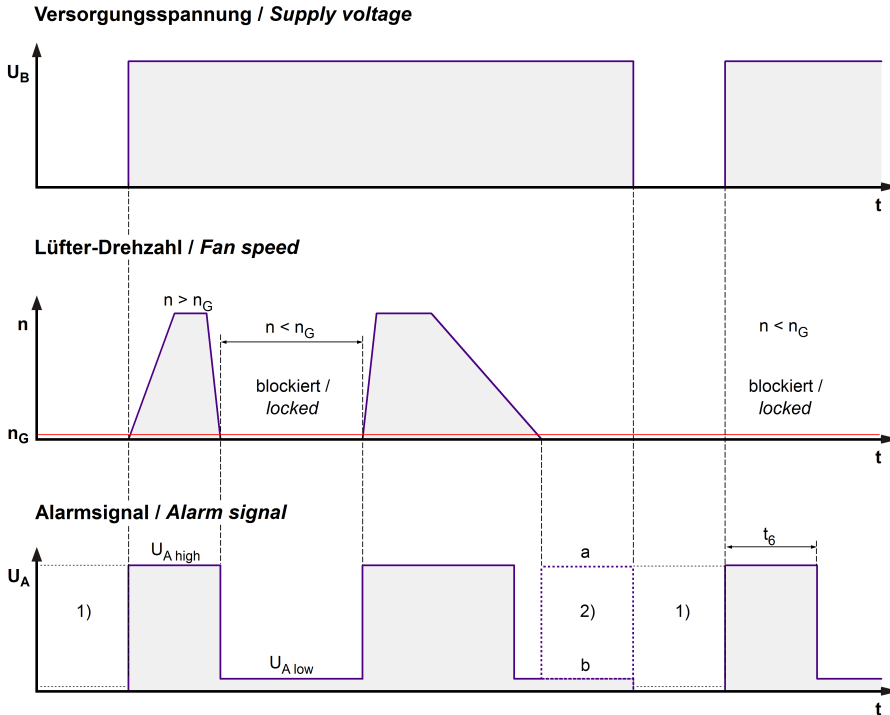 Versorgungsspannung / Supply voltage
U_B
t
Lüfter-Drehzahl / Fan speed
n > n_G
n
n < n_G
n < n_G
blockiert /
locked
blockiert /
locked
n_G
t
Alarmsignal / Alarm signal
t_6
U_A high
a
U_A
1)
2)
1)
U_A low
b
t